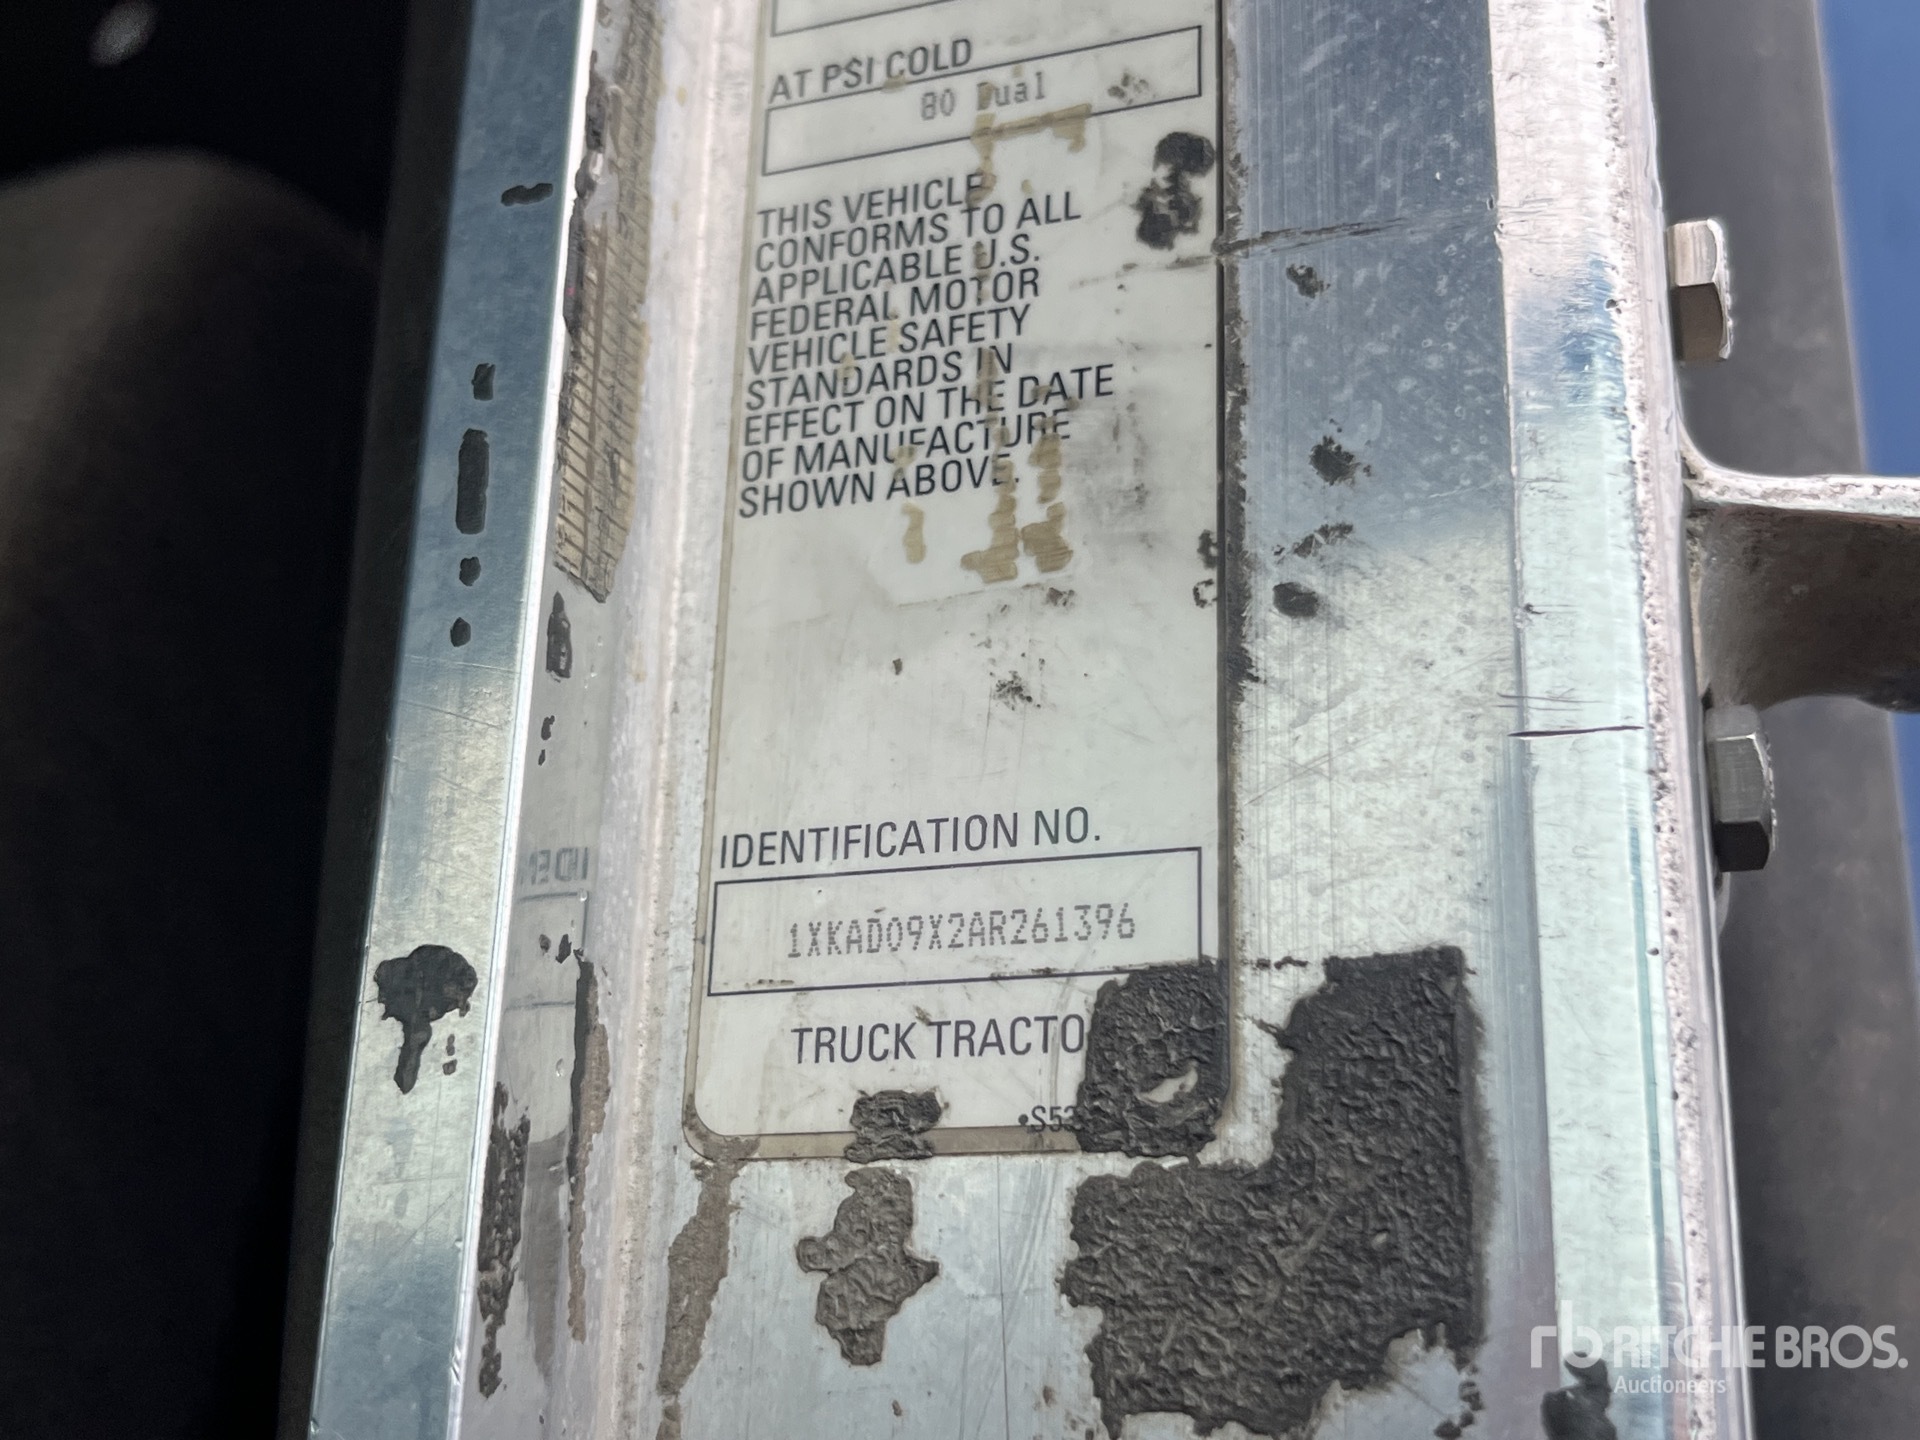 AT PSI COLD
80 Dual
THIS VEHICLE
CONFORMS TO ALL
APPLICABLE U.S.
FEDERAL MOTOR
VEHICLE SAFETY
STANDARDS IN
EFFECT ON THE DATE
OF MANUFACTURE
SHOWN ABOVE.
IDENTIFICATION NO.
1XKAD09X2AR261396
TRUCK TRACTO
rb RITCHIE BROS.
Auctioneers